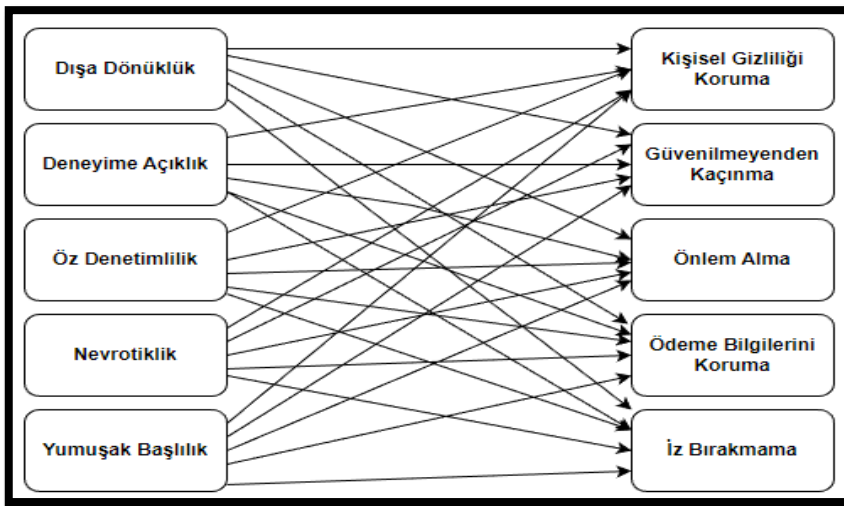 Dışa Dönüklük
Deneyime Açıklık
Öz Denetimlilik
Nevrotiklik
Yumuşak Başlılık
Kişisel Gizliliği
Koruma
Güvenilmeyenden
Kaçınma
Önlem Alma
Ödeme Bilgilerini
Koruma
İz Bırakmama